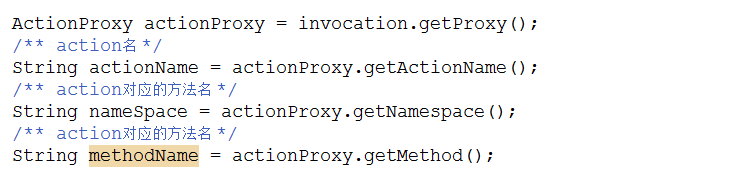 ActionProxy actionProxy = invocation.getProxy();
/** action名 */
String actionName = actionProxy.getActionName();
/** action对应的方法名 */
String nameSpace = actionProxy.getNamespace();
/** action对应的方法名 */
String methodName = actionProxy.getMethod();